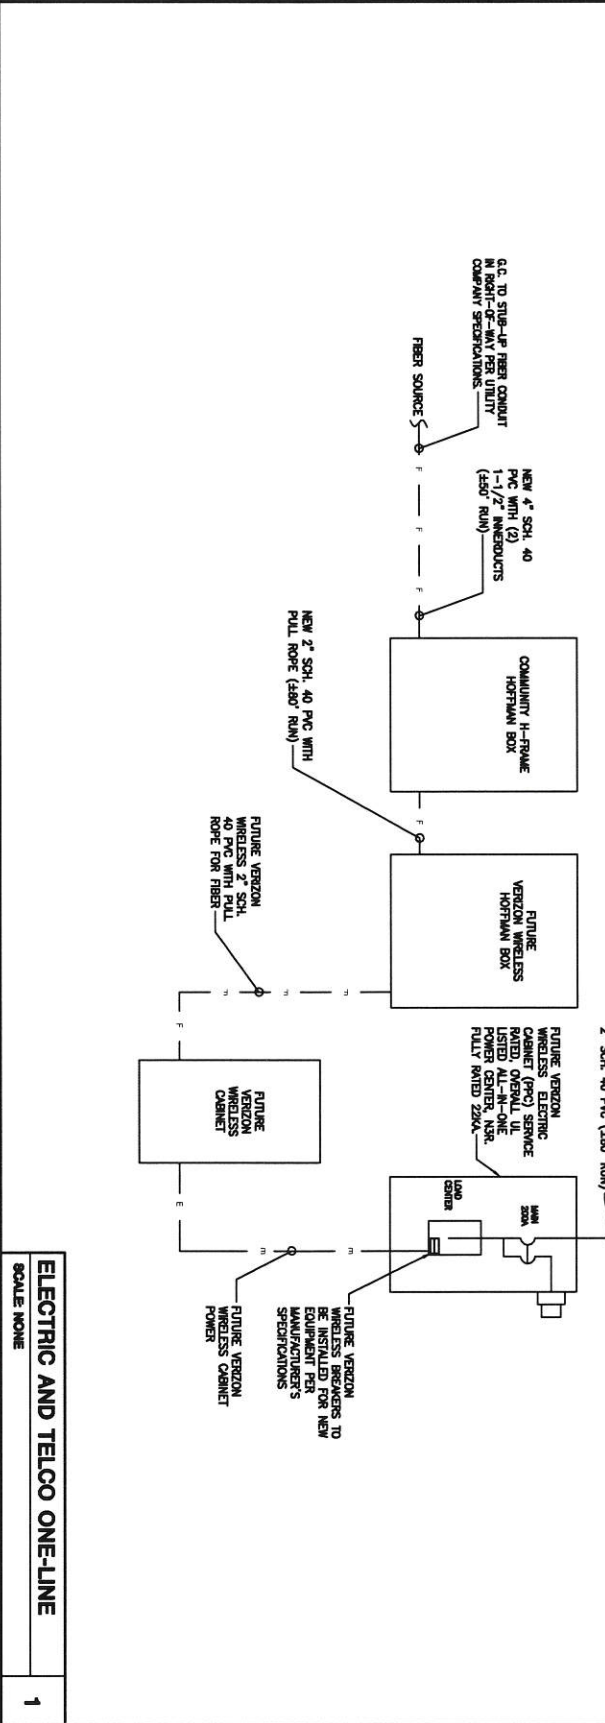 G.C. TO STUB-UP FIBER CONDUIT
IN RIGHT-OF-WAY PER UTILITY
COMPANY SPECIFICATIONS.
FIBER SOURCE
F
F
F
NEW 4" SCH. 40
PVC WITH (2)
1-1/2" INNERDUCTS
(±50' RUN)
COMMUNITY H-FRAME
HOFFMAN BOX
NEW 2" SCH. 40 PVC WITH
PULL ROPE (±80' RUN)
F
FUTURE
VERIZON WIRELESS
HOFFMAN BOX
FUTURE VERIZON
WIRELESS 2" SCH.
40 PVC WITH PULL
ROPE FOR FIBER
F
F
F
F
FUTURE
VERIZON
WIRELESS
CABINET
FUTURE VERIZON
WIRELESS ELECTRIC
CABINET (PPC) SERVICE
RATED, OVERALL UL
LISTED ALL-IN-ONE
POWER CENTER, N3R.
FULLY RATED 22KA.
MAIN
200A
LOAD
CENTER
E
E
E
FUTURE VERIZON
WIRELESS BREAKERS TO
BE INSTALLED FOR NEW
EQUIPMENT PER
MANUFACTURER'S
SPECIFICATIONS
FUTURE VERIZON
WIRELESS CABINET
POWER
ELECTRIC AND TELCO ONE-LINE
SCALE: NONE
1